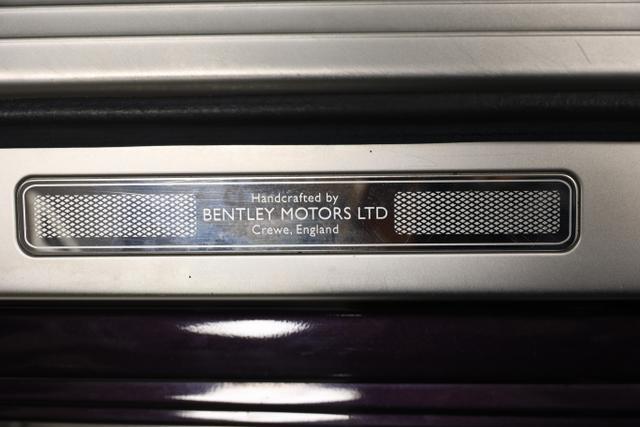 Handcrafted by
BENTLEY MOTORS LTD
Crewe, England